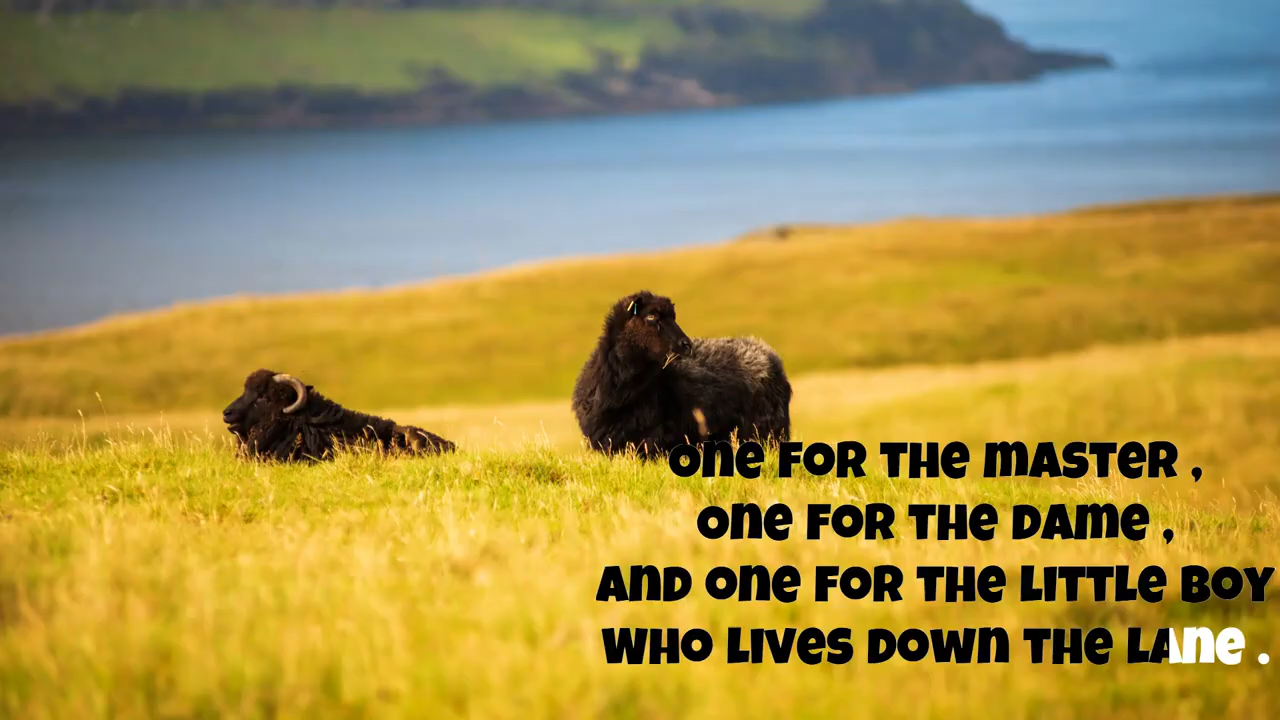 one for the master ,
one for the dame ,
and one for the little boy
who lives down the lane .